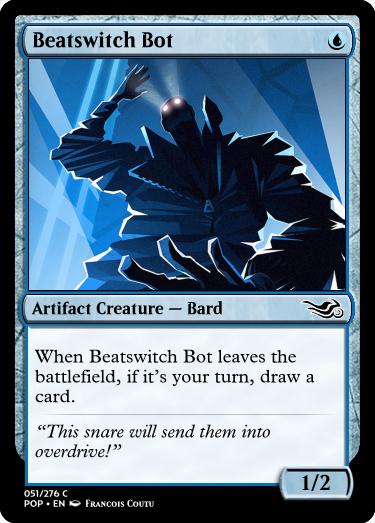 Beatswitch Bot
Artifact Creature — Bard
When Beatswitch Bot leaves the
battlefield, if it's your turn, draw a
card.
"This snare will send them into
overdrive!"
1/2
051/276 C
POP • EN Francois Coutu